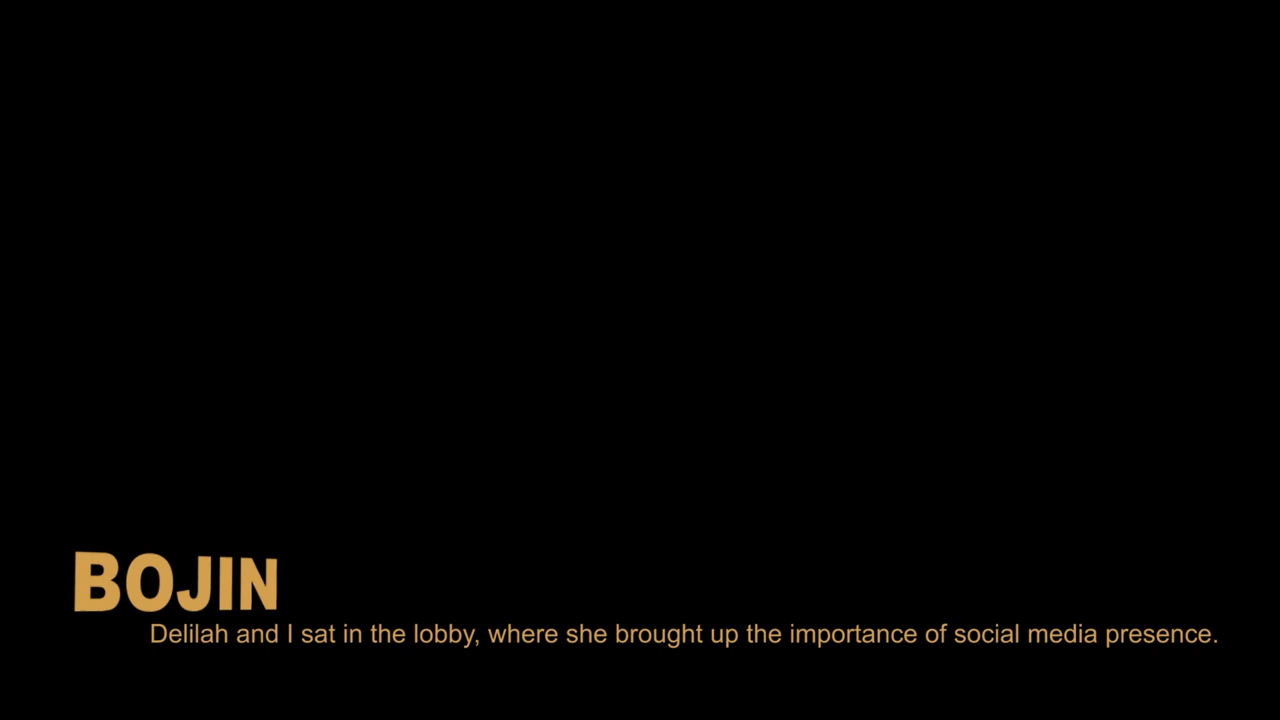 BOJIN
Delilah and I sat in the lobby, where she brought up the importance of social media presence.